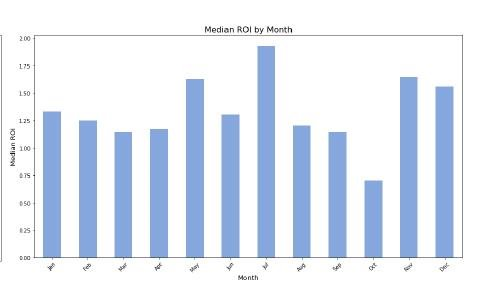 Median ROI by Month
2.00
1.75
1.50
1.25
1.00
0.75
0.50
0.25
0.00
Median ROI
Jan
Feb
Mar
Apr
May
Jun
Jul
Aug
Sep
Oct
Nov
Dec
Month